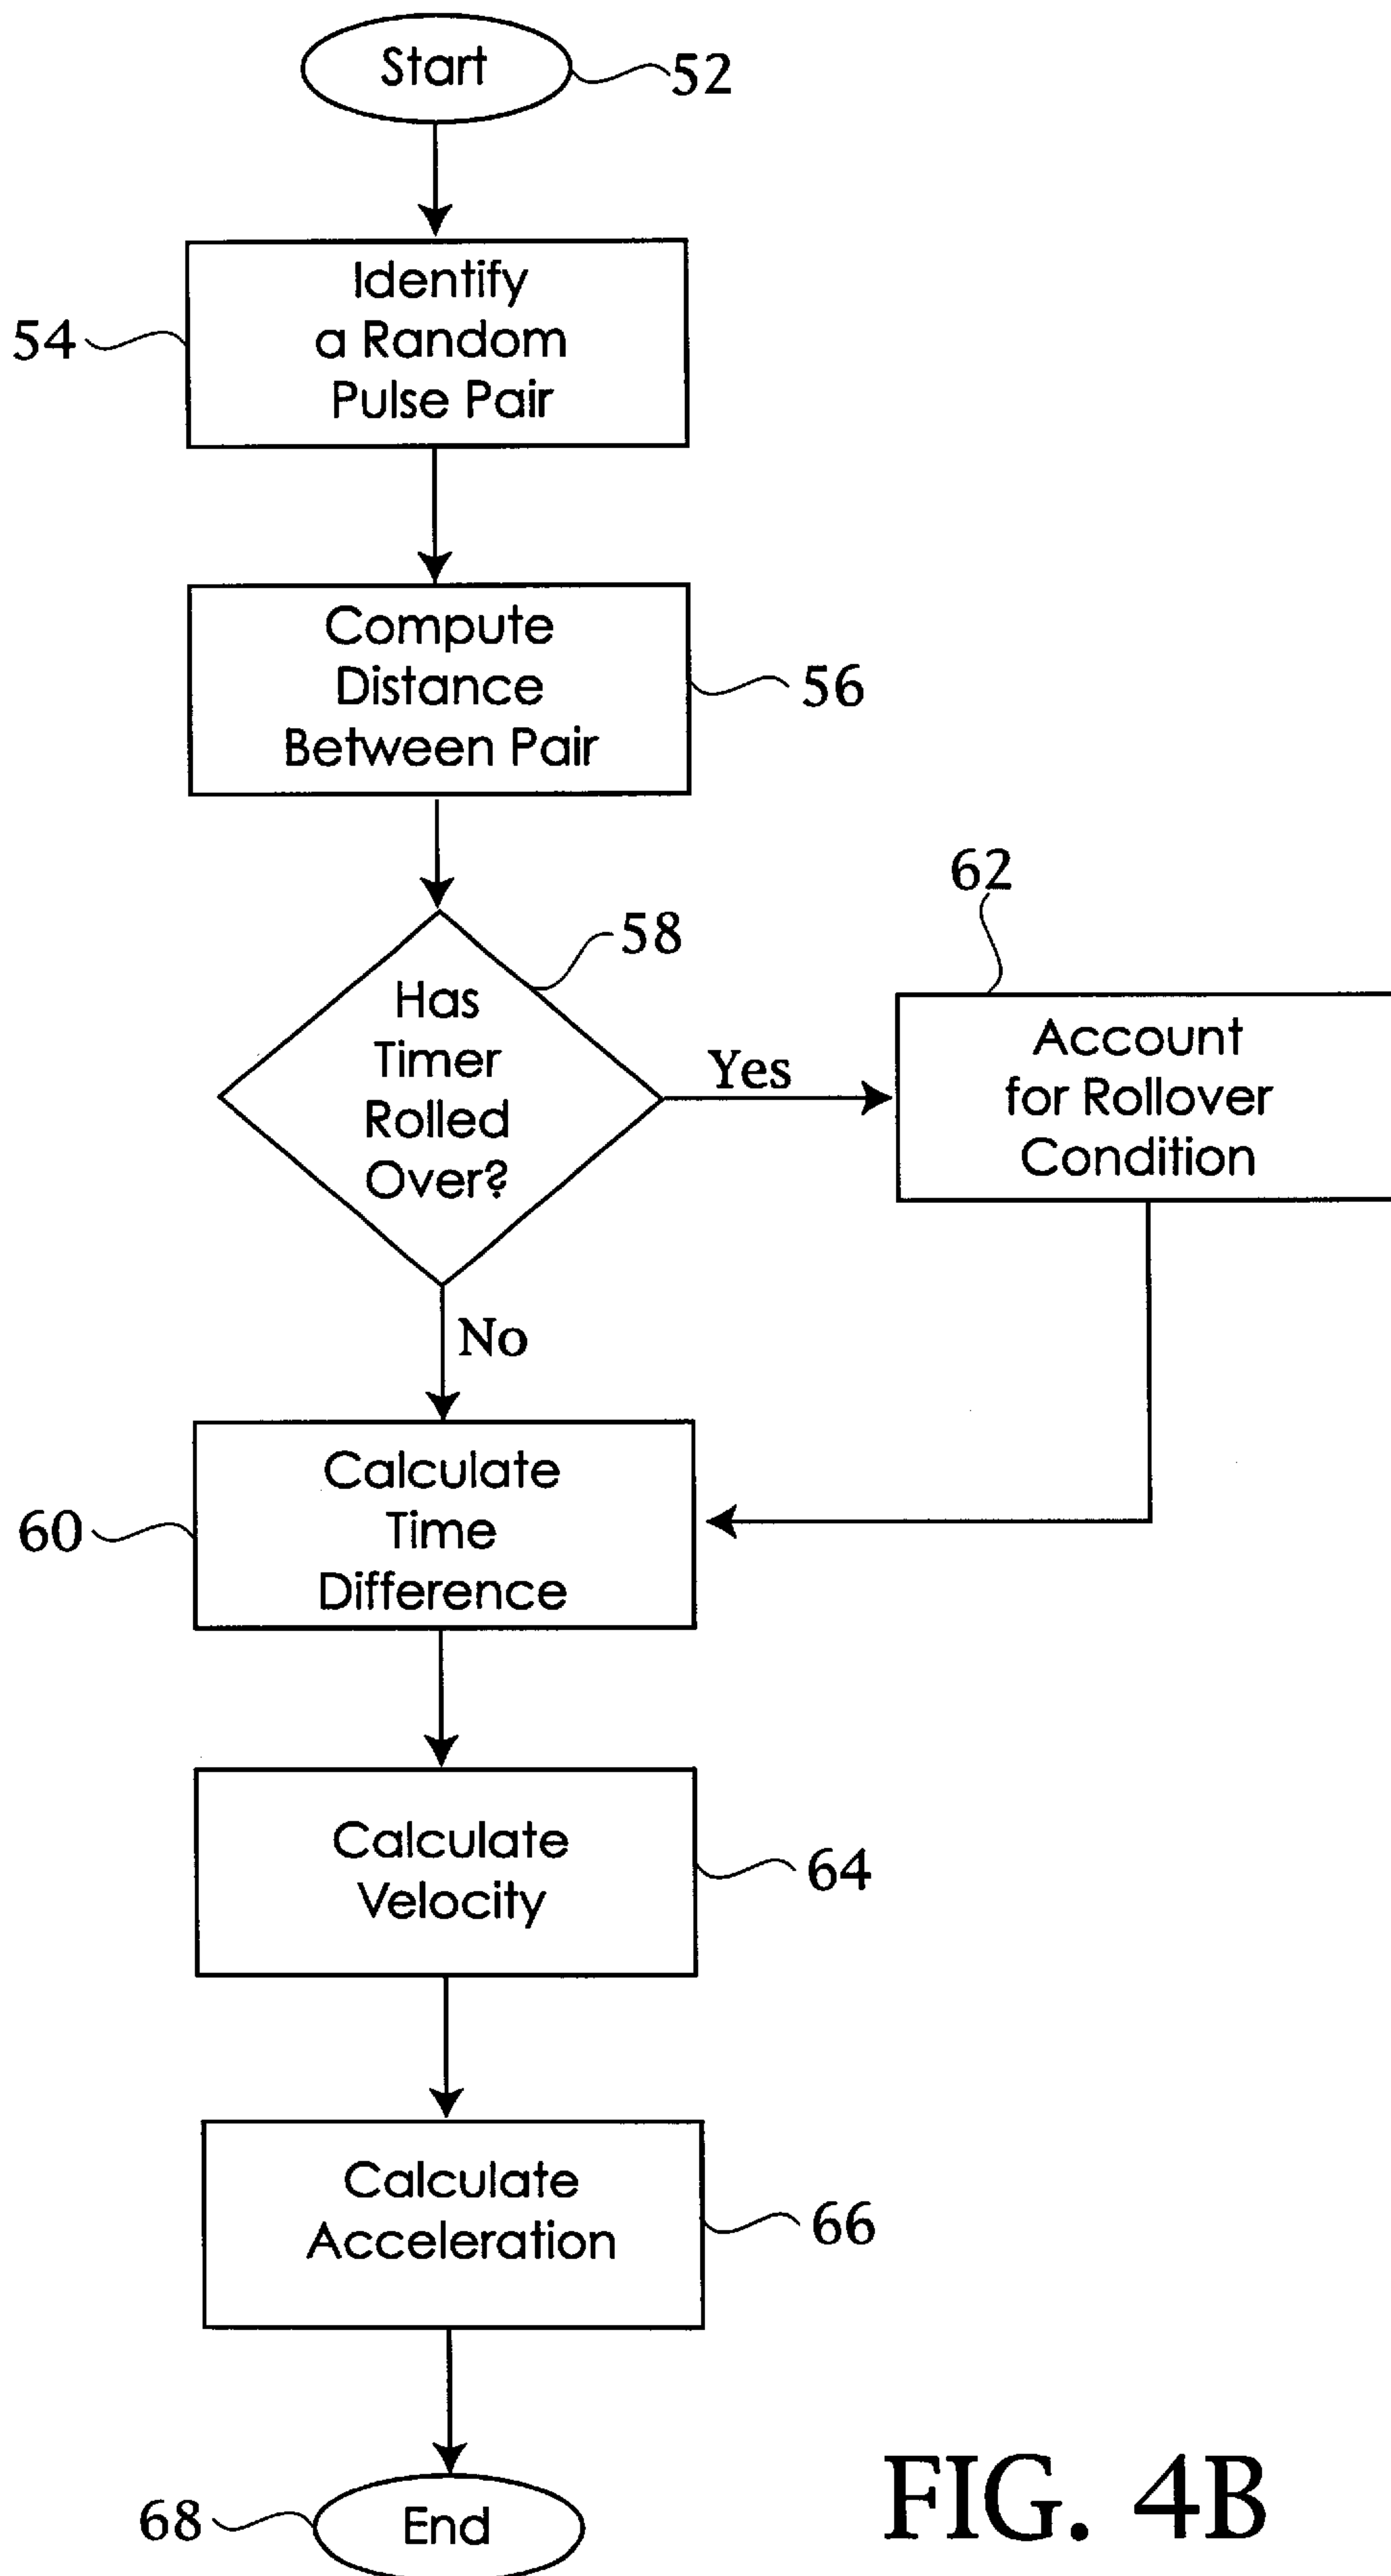 Start
52
Identify
a Random
Pulse Pair
54
Compute
Distance
Between Pair
56
Has
Timer
Rolled
Over?
58
Yes
62
Account
for Rollover
Condition
No
Calculate
Time
Difference
60
Calculate
Velocity
64
Calculate
Acceleration
66
End
68
FIG. 4B